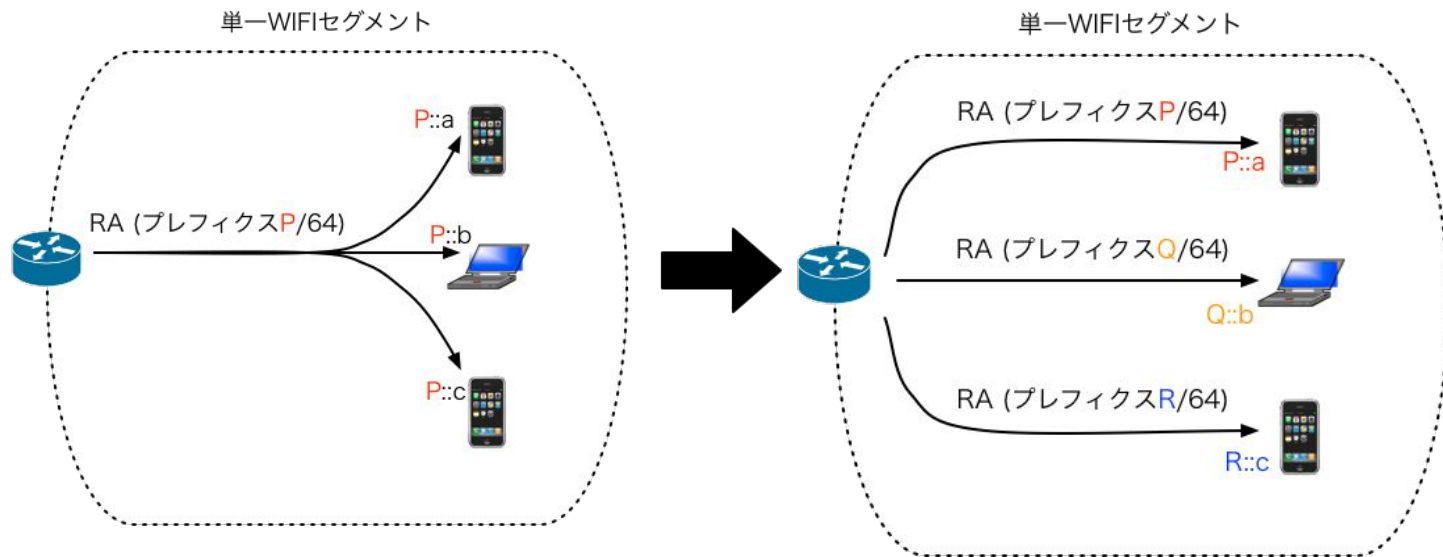 単一WIFIセグメント
P::a
RA (プレフィクスP/64)
P::b
P::c
単一WIFIセグメント
RA (プレフィクスP/64)
P::a
RA (プレフィクスQ/64)
Q::b
RA (プレフィクスR/64)
R::c